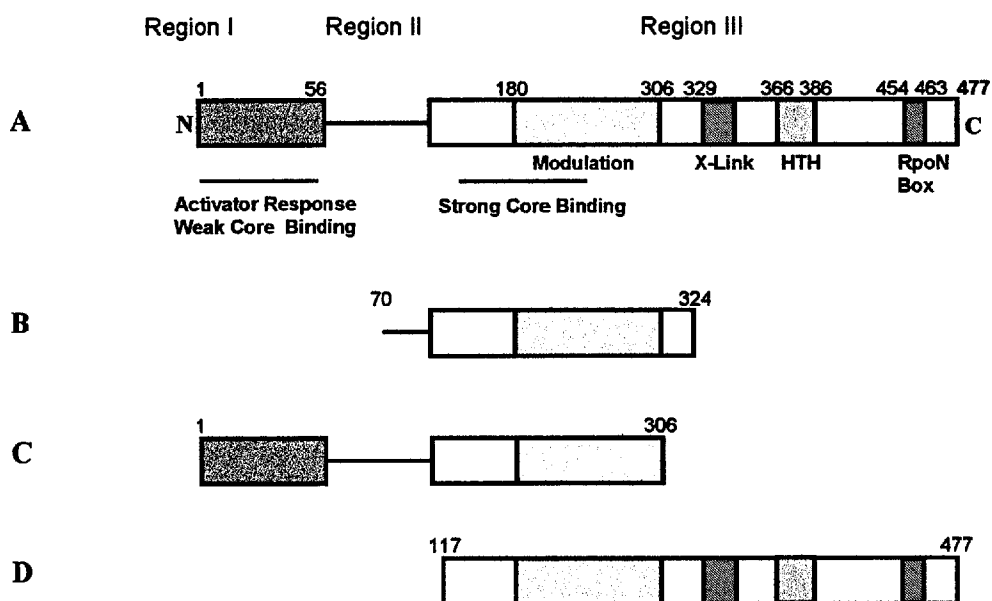 Region I Region II Region III
1 56 180 306 329 366 386 454 463 477
A N C
Modulation X-Link HTH RpoN
Box
Activator Response Strong Core Binding
Weak Core Binding
70 324
B
1 306
C
117 477
D